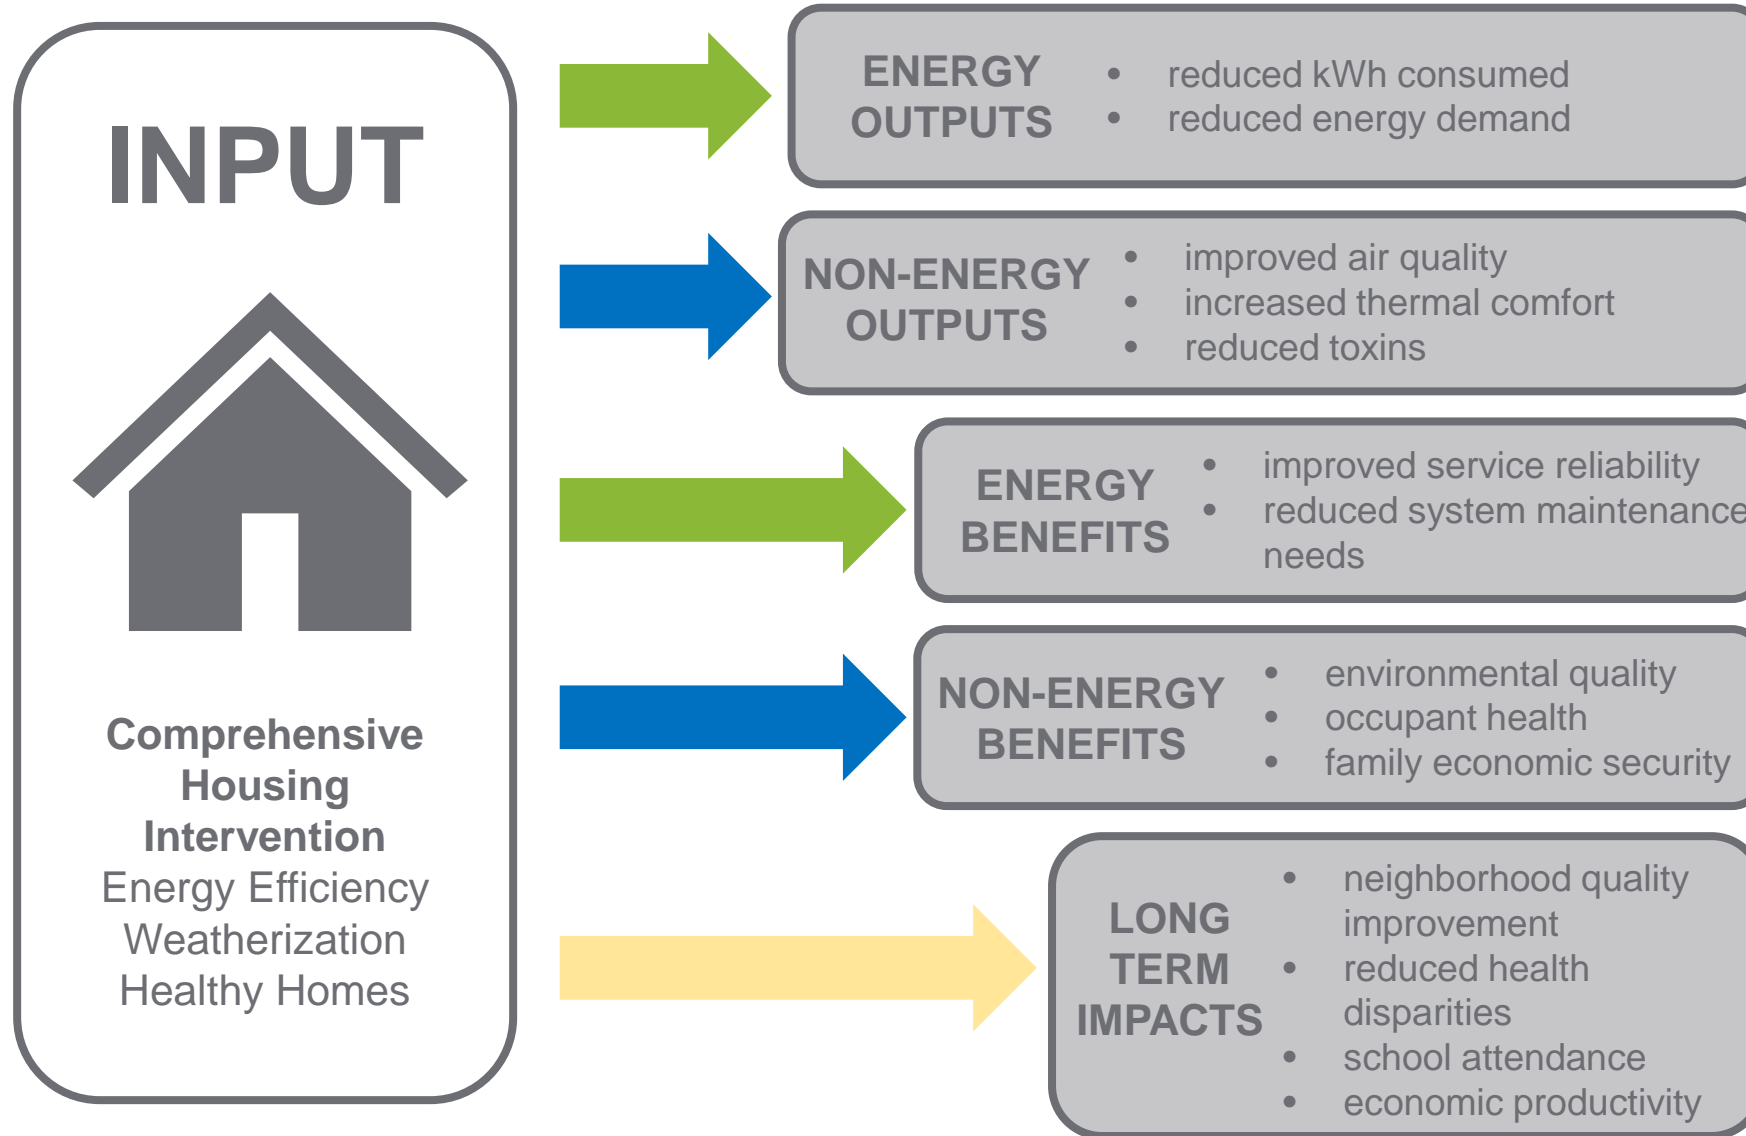 INPUT
Comprehensive
Housing
Intervention
Energy Efficiency
Weatherization
Healthy Homes
ENERGY
OUTPUTS
• reduced kWh consumed
• reduced energy demand
NON-ENERGY
OUTPUTS
• improved air quality
• increased thermal comfort
• reduced toxins
ENERGY
BENEFITS
• improved service reliability
• reduced system maintenance
needs
NON-ENERGY
BENEFITS
• environmental quality
• occupant health
• family economic security
LONG
TERM
IMPACTS
• neighborhood quality
improvement
• reduced health
disparities
• school attendance
• economic productivity